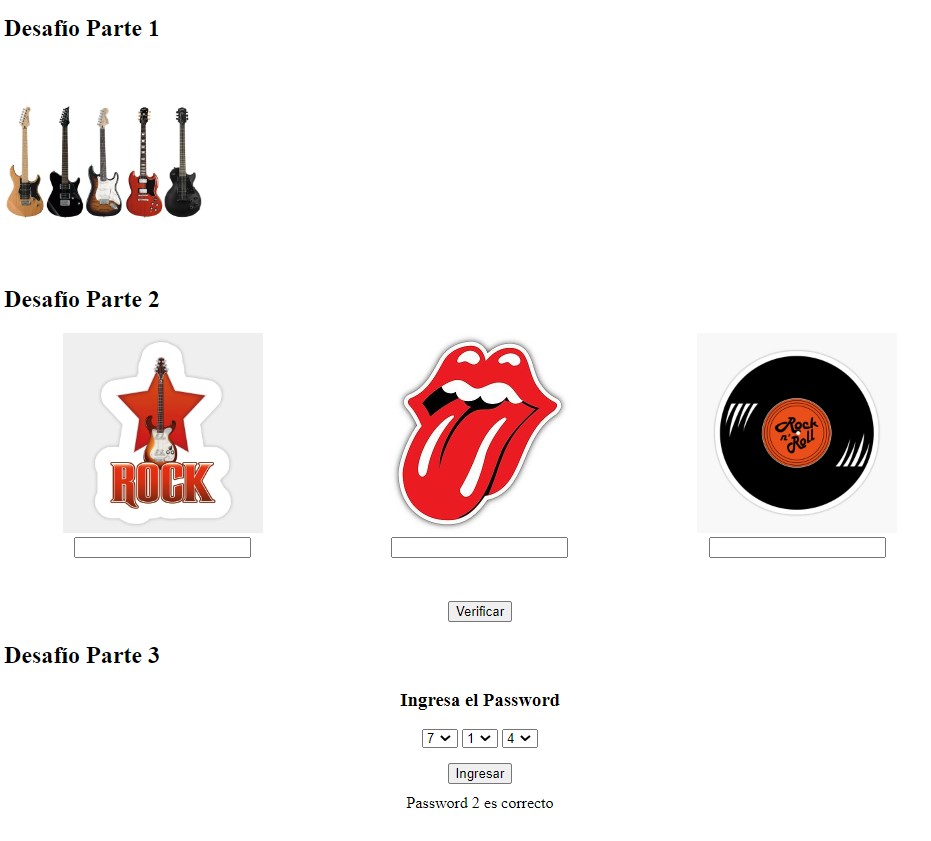 Desafío Parte 1
Desafío Parte 2
ROCK
Rock
n'
Roll
Verificar
Desafío Parte 3
Ingresa el Password
7 1 4
Ingresar
Password 2 es correcto